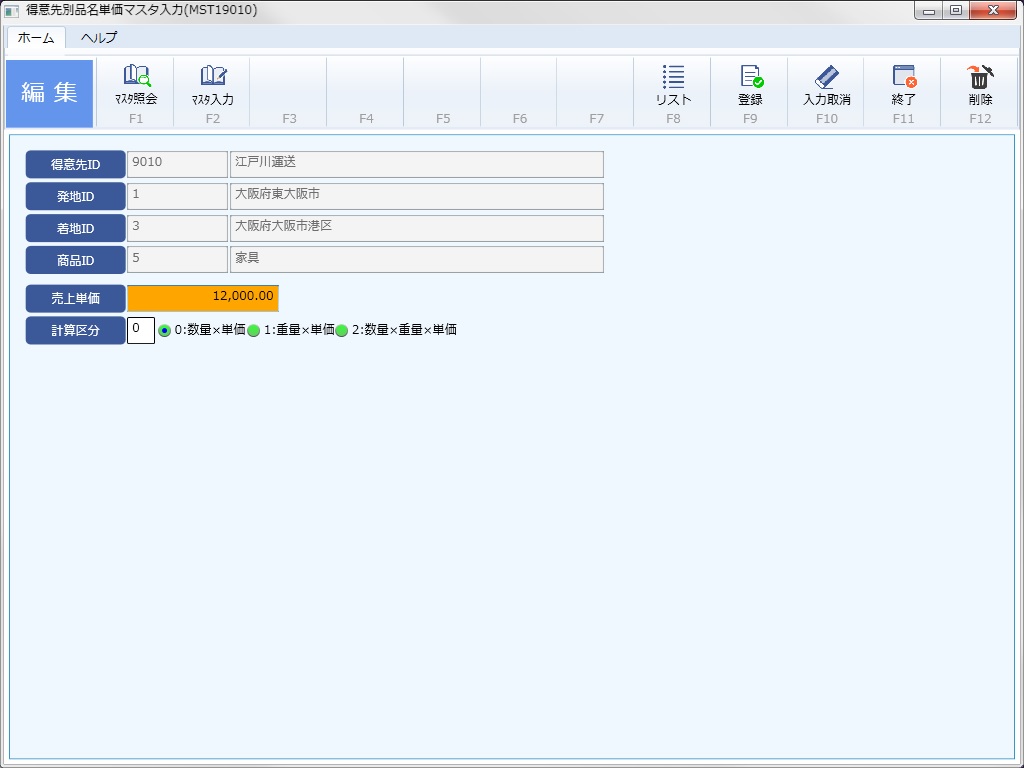 得意先別品名単価マスタ入力(MST19010)
ホーム ヘルプ
編集
ﾏｽﾀ照会 ﾏｽﾀ入力 リスト 登録 入力取消 終了 削除
F1 F2 F3 F4 F5 F6 F7 F8 F9 F10 F11 F12
得意先ID 9010 江戸川運送
発地ID 1 大阪府東大阪市
着地ID 3 大阪府大阪市港区
商品ID 5 家具
売上単価 12,000.00
計算区分 0 0:数量×単価 1:重量×単価 2:数量×重量×単価